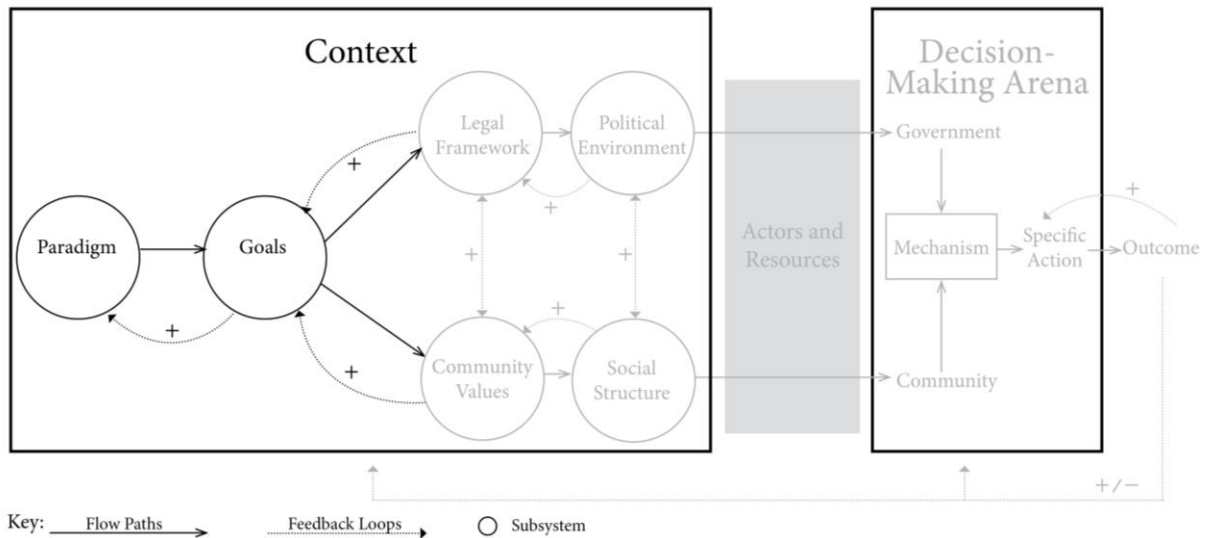 Context
Decision-
Making Arena
Legal
Framework
Political
Environment
Government
+
+
+
Paradigm
Goals
+
+
Actors and
Resources
Mechanism
Specific
Action
Outcome
+
+
+
Community
Values
Social
Structure
Community
+/−
Key:
Flow Paths
Feedback Loops
Subsystem